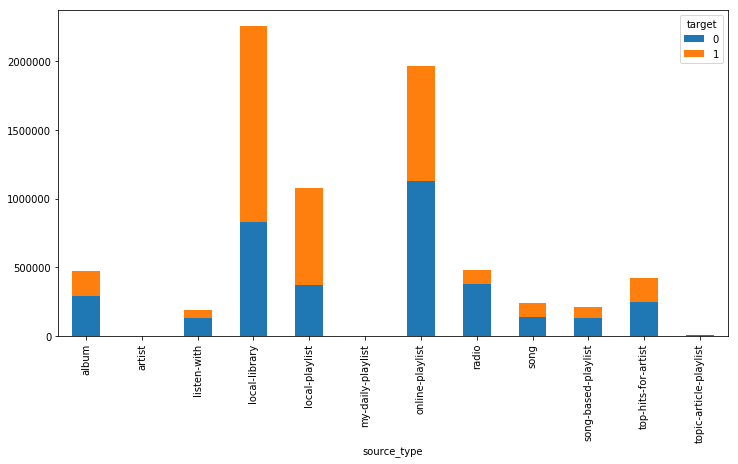 target
0
1
2000000
1500000
1000000
500000
0
album
artist
listen-with
local-library
local-playlist
my-daily-playlist
online-playlist
radio
song
song-based-playlist
top-hits-for-artist
topic-article-playlist
source_type